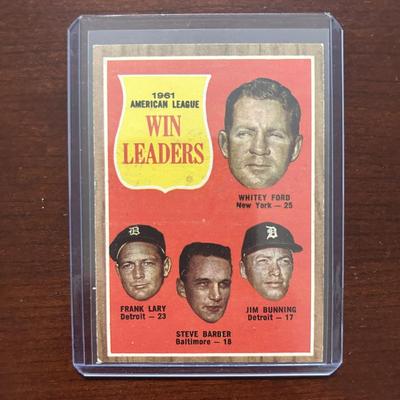 1961
AMERICAN LEAGUE
WIN
LEADERS
WHITEY FORD
New York — 25
D
D
FRANK LARY
Detroit — 23
JIM BUNNING
Detroit — 17
STEVE BARBER
Baltimore — 18